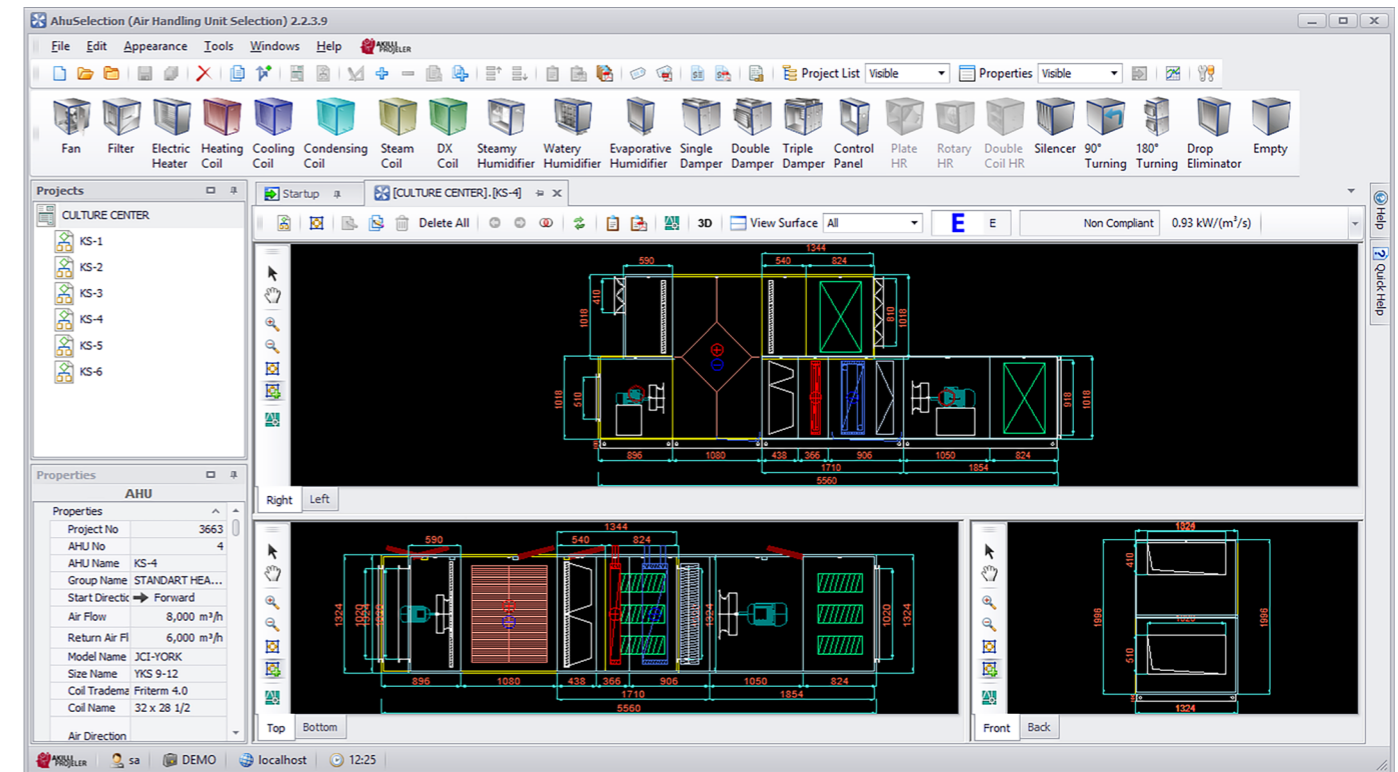 AhuSelection (Air Handling Unit Selection) 2.2.3.9
File Edit Appearance Tools Windows Help AKILLI PROJELER
Project List Visible Properties Visible
Fan Filter Electric Heater Heating Coil Cooling Coil Condensing Coil Steam Coil DX Coil Steamy Humidifier Watery Humidifier Evaporative Humidifier Single Damper Double Damper Triple Damper Control Panel Plate HR Rotary HR Double Coil HR Silencer 90° Turning 180° Turning Drop Eliminator Empty
Projects
Startup [CULTURE CENTER].[KS-4]
CULTURE CENTER
KS-1
KS-2
KS-3
KS-4
KS-5
KS-6
Delete All 3D View Surface All E E Non Compliant 0.93 kW/(m³/s)
Help
Quick Help
1344
590 540 824
410 1018 810 1018
1018 510 918 1018
896 1080 438 366 906 1050 824
1710 1854
5560
Right Left
Properties
AHU
Properties
Project No 3663
AHU No 4
AHU Name KS-4
Group Name STANDART HEA...
Start Directic Forward
Air Flow 8,000 m³/h
Return Air Fl 6,000 m³/h
Model Name JCI-YORK
Size Name YKS 9-12
Coil Tradema Friterm 4.0
Coil Name 32 x 28 1/2
Air Direction
1344
590 540 824
1324 1020 1324 1324 1020 1324
896 1080 438 366 906 1050 824
1710 1854
5560
Top Bottom
1324
410
1996 1020 1996
510
1324
Front Back
AKILLI PROJELER sa DEMO localhost 12:25